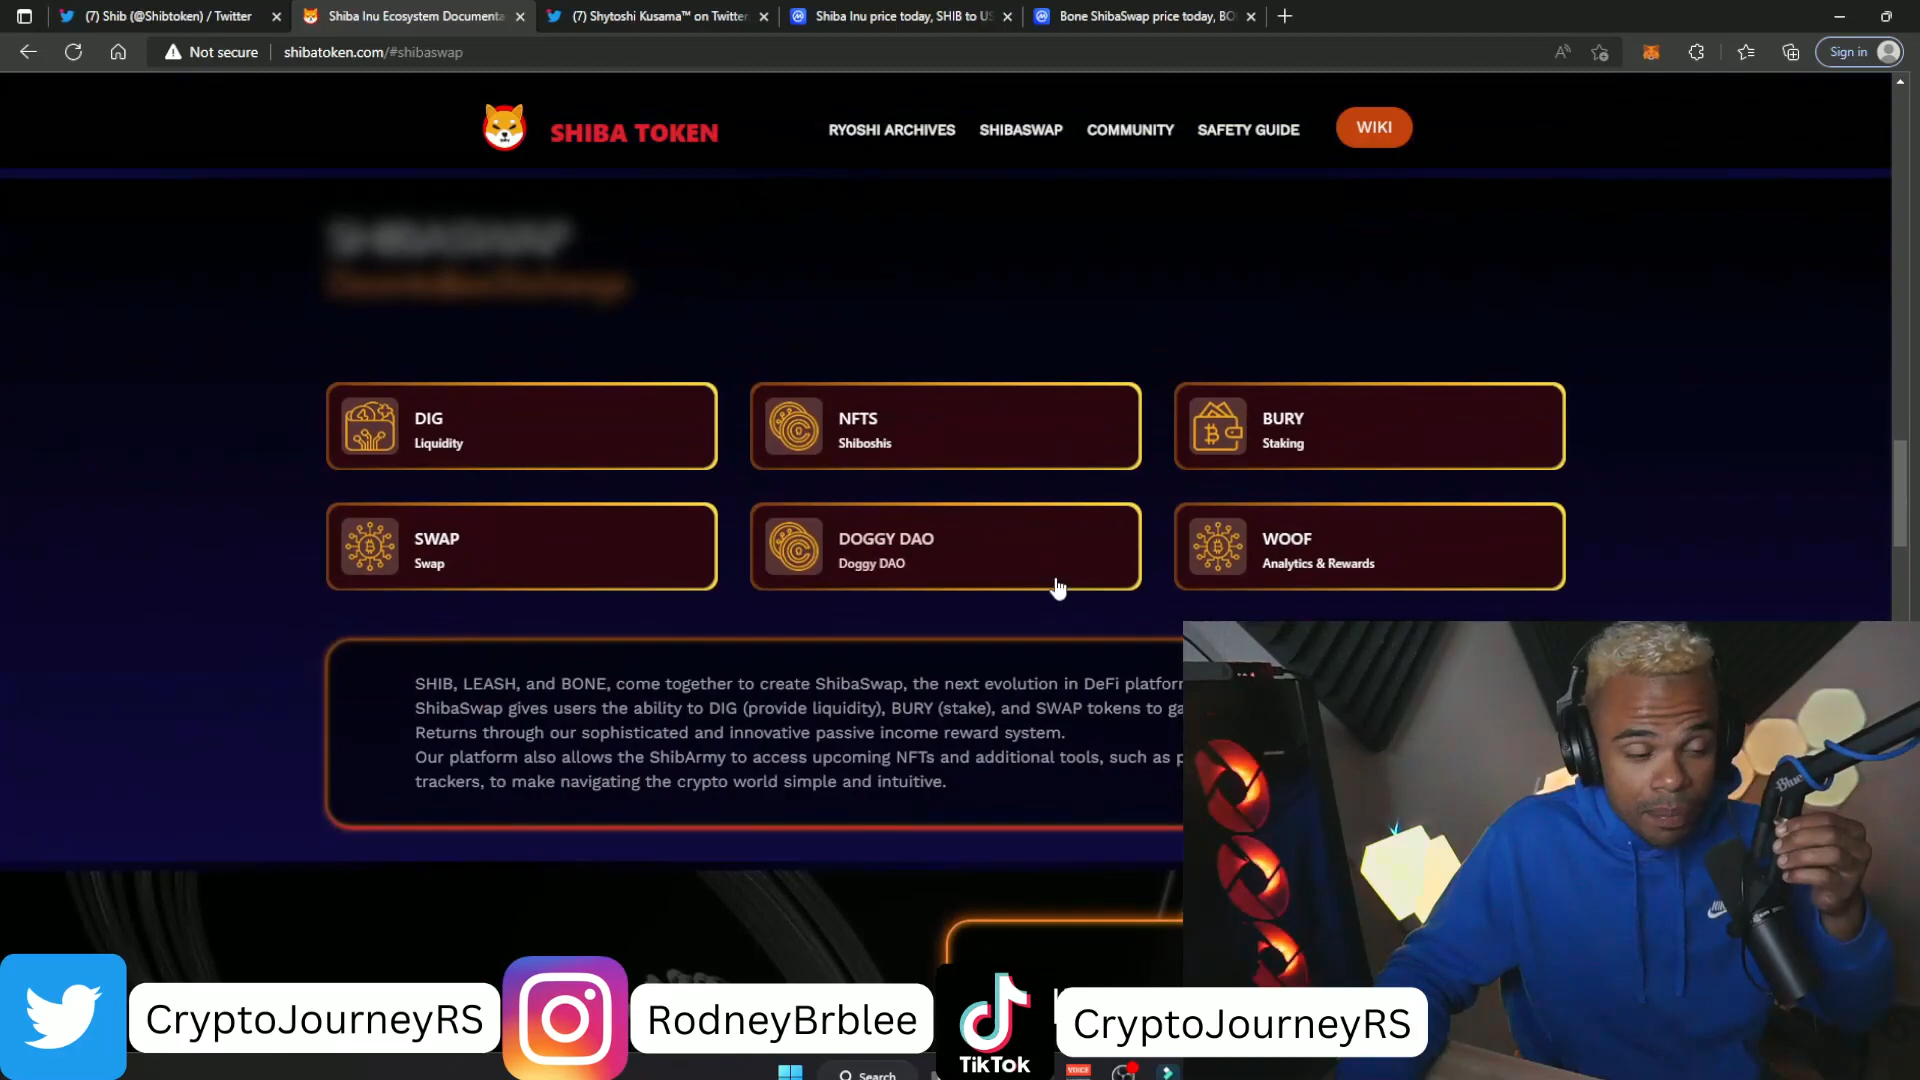 (7) Shib (@Shibtoken) / Twitter
Shiba Inu Ecosystem Documenta
(7) Shytoshi Kusama™ on Twitter
Shiba Inu price today, SHIB to US
Bone ShibaSwap price today, BO
Not secure
shibatoken.com/#shibaswap
Sign in
SHIBA TOKEN
RYOSHI ARCHIVES
SHIBASWAP
COMMUNITY
SAFETY GUIDE
WIKI
SHIBASWAP
DIG
Liquidity
NFTS
Shiboshis
BURY
Staking
SWAP
Swap
DOGGY DAO
Doggy DAO
WOOF
Analytics & Rewards
SHIB, LEASH, and BONE, come together to create ShibaSwap, the next evolution in DeFi platform
ShibaSwap gives users the ability to DIG (provide liquidity), BURY (stake), and SWAP tokens to ga
Returns through our sophisticated and innovative passive income reward system.
Our platform also allows the ShibArmy to access upcoming NFTs and additional tools, such as p
trackers, to make navigating the crypto world simple and intuitive.
Blue
CryptoJourneyRS
RodneyBrblee
TikTok
CryptoJourneyRS
Search
VOICE